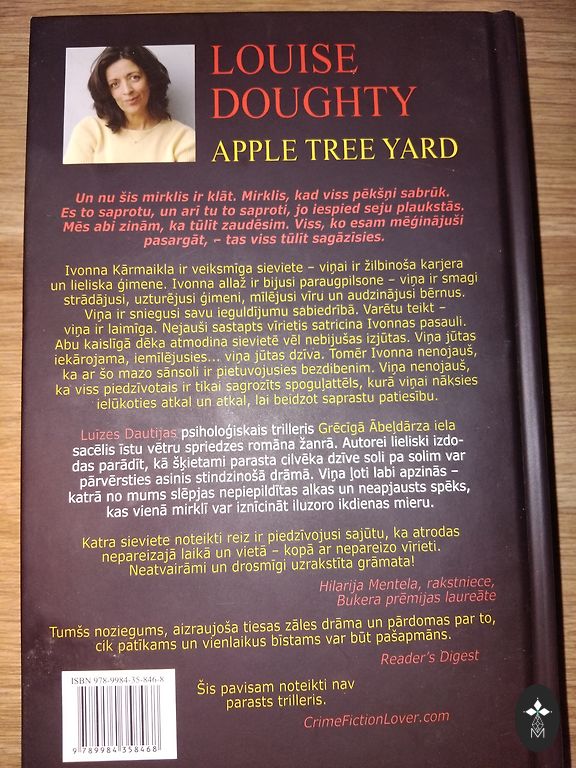 LOUISE
DOUGHTY
APPLE TREE YARD
Un nu šis mirklis ir klāt. Mirklis, kad viss pēkšņi sabrūk.
Es to saprotu, un arī tu to saproti, jo iespied seju plaukstās.
Mēs abi zinām, ka tūlīt zaudēsim. Viss, ko esam mēģinājuši
pasargāt, – tas viss tūlīt sagāzīsies.
Ivonna Kārmaikla ir veiksmīga sieviete – viņai ir žilbinoša karjera
un lieliska ģimene. Ivonna allaž ir bijusi paraugpilsone – viņa ir smagi
strādājusi, uzturējusi ģimeni, mīlējusi vīru un audzinājusi bērnus.
Viņa ir sniegusi savu ieguldījumu sabiedrībā. Varētu teikt –
viņa ir laimīga. Nejauši sastapts vīrietis satricina Ivonnas pasauli.
Abu kaislīgā dēka atmodina sievietē vēl nebijušas izjūtas. Viņa jūtas
iekārojama, iemīlējusies... viņa jūtas dzīva. Tomēr Ivonna nenojauš,
ka ar šo mazo sānsoli ir pietuvojusies bezdibenim. Viņa nenojauš,
ka viss piedzīvotais ir tikai sagrozīts spoguļattēls, kurā viņai nāksies
ielūkoties atkal un atkal, lai beidzot saprastu patiesību.
Luīzes Dautijas psiholoģiskais trilleris Grēcīgā Ābeļdārza iela
sacēlis īstu vētru spriedzes romāna žanrā. Autorei lieliski izdo-
das parādīt, kā šķietami parasta cilvēka dzīve soli pa solim var
pārvērsties asinis stindzinošā drāmā. Viņa ļoti labi apzinās –
katrā no mums slēpjas nepiepildītas alkas un neapjausts spēks,
kas vienā mirklī var iznīcināt iluzoro ikdienas mieru.
Katra sieviete noteikti reiz ir piedzīvojusi sajūtu, ka atrodas
nepareizajā laikā un vietā – kopā ar nepareizo vīrieti.
Neatvairāmi un drosmīgi uzrakstīta grāmata!
Hilarija Mentela, rakstniece,
Bukera prēmijas laureāte
Tumšs noziegums, aizraujoša tiesas zāles drāma un pārdomas par to,
cik patīkams un vienlaikus bīstams var būt pašapmāns.
Reader's Digest
ISBN 978-9984-35-846-8
Šis pavisam noteikti nav
parasts trilleris.
CrimeFictionLover.com
9 789984 358468
M